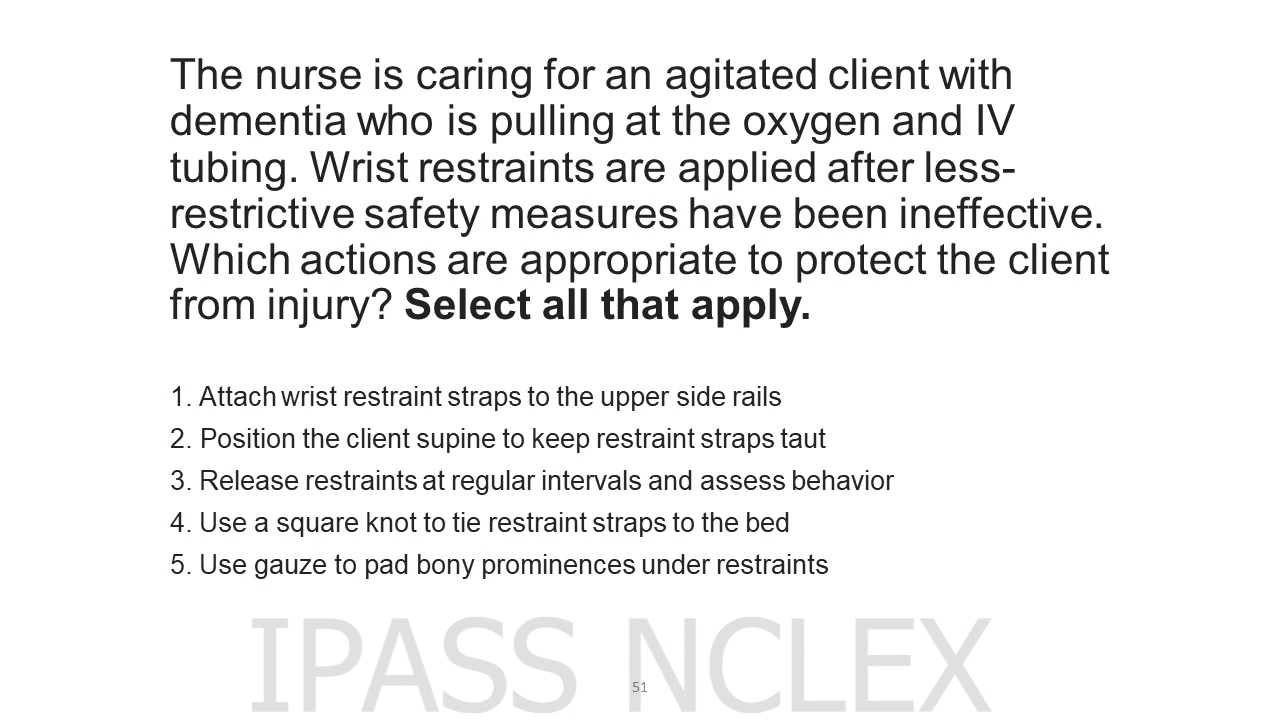 The nurse is caring for an agitated client with
dementia who is pulling at the oxygen and IV
tubing. Wrist restraints are applied after less-
restrictive safety measures have been ineffective.
Which actions are appropriate to protect the client
from injury? Select all that apply.
1. Attach wrist restraint straps to the upper side rails
2. Position the client supine to keep restraint straps taut
3. Release restraints at regular intervals and assess behavior
4. Use a square knot to tie restraint straps to the bed
5. Use gauze to pad bony prominences under restraints
IPASS NCLEX
51